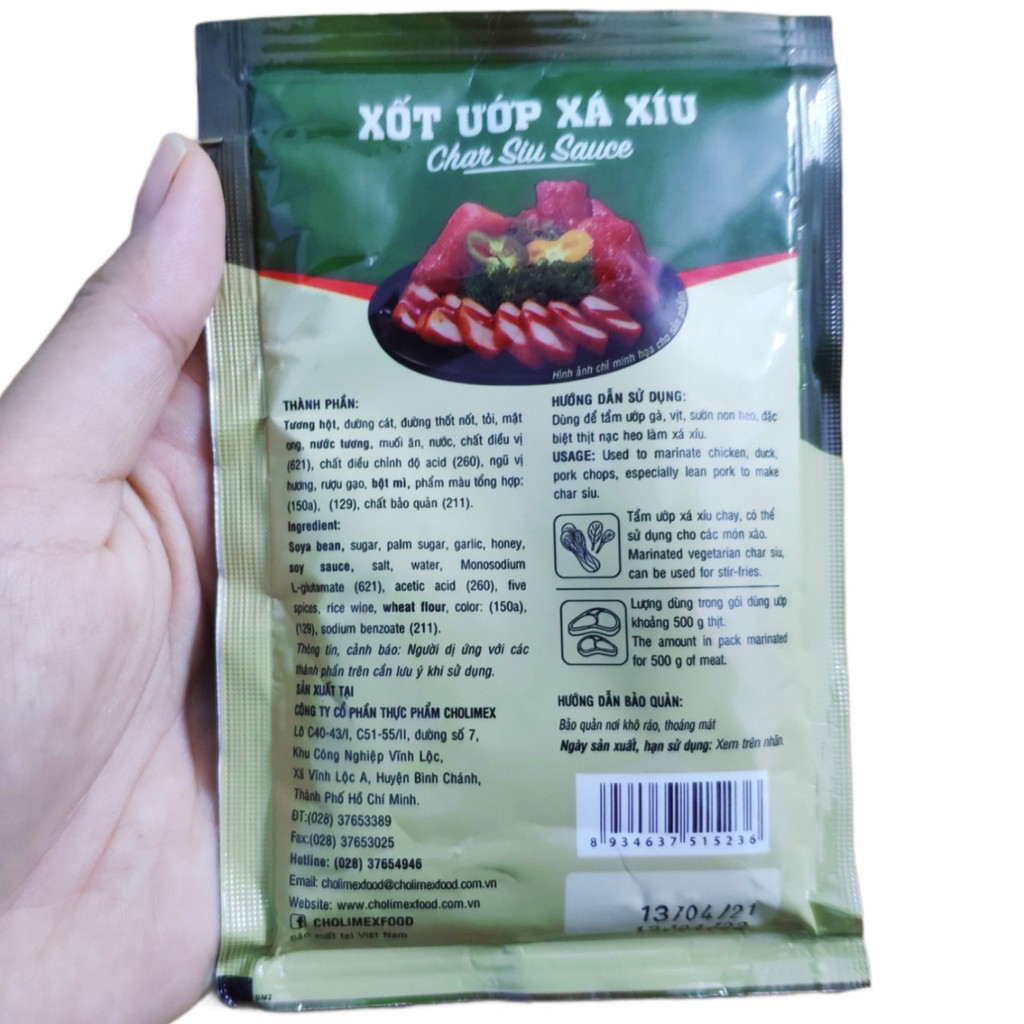 XỐT ƯỚP XÁ XÍU
Char Siu Sauce
Hình ảnh chỉ minh họa cho sản phẩm
THÀNH PHẦN:
Tương hột, đường cát, đường thốt nốt, tỏi, mật
ong, nước tương, muối ăn, nước, chất điều vị
(621), chất điều chỉnh độ acid (260), ngũ vị
hương, rượu gạo, bột mì, phẩm màu tổng hợp:
(150a), (129), chất bảo quản (211).
Ingredient:
Soya bean, sugar, palm sugar, garlic, honey,
soy sauce, salt, water, Monosodium
L-glutamate (621), acetic acid (260), five
spices, rice wine, wheat flour, color: (150a),
(129), sodium benzoate (211).
Thông tin, cảnh báo: Người dị ứng với các
thành phần trên cần lưu ý khi sử dụng.
SẢN XUẤT TẠI
CÔNG TY CỔ PHẦN THỰC PHẨM CHOLIMEX
Lô C40-43/I, C51-55/II, đường số 7,
Khu Công Nghiệp Vĩnh Lộc,
Xã Vĩnh Lộc A, Huyện Bình Chánh,
Thành Phố Hồ Chí Minh.
ĐT:(028) 37653389
Fax:(028) 37653025
Hotline: (028) 37654946
Email: cholimexfood@cholimexfood.com.vn
Website: www.cholimexfood.com.vn
f CHOLIMEXFOOD
Sản xuất tại Việt Nam
HƯỚNG DẪN SỬ DỤNG:
Dùng để tẩm ướp gà, vịt, sườn non heo, đặc
biệt thịt nạc heo làm xá xíu.
USAGE: Used to marinate chicken, duck,
pork chops, especially lean pork to make
char siu.
Tẩm ướp xá xíu chay, có thể
sử dụng cho các món xào.
Marinated vegetarian char siu,
can be used for stir-fries.
Lượng dùng trong gói dùng ướp
khoảng 500 g thịt.
The amount in pack marinated
for 500 g of meat.
HƯỚNG DẪN BẢO QUẢN:
Bảo quản nơi khô ráo, thoáng mát
Ngày sản xuất, hạn sử dụng: Xem trên nhãn
8 934637 515236
13/04/21